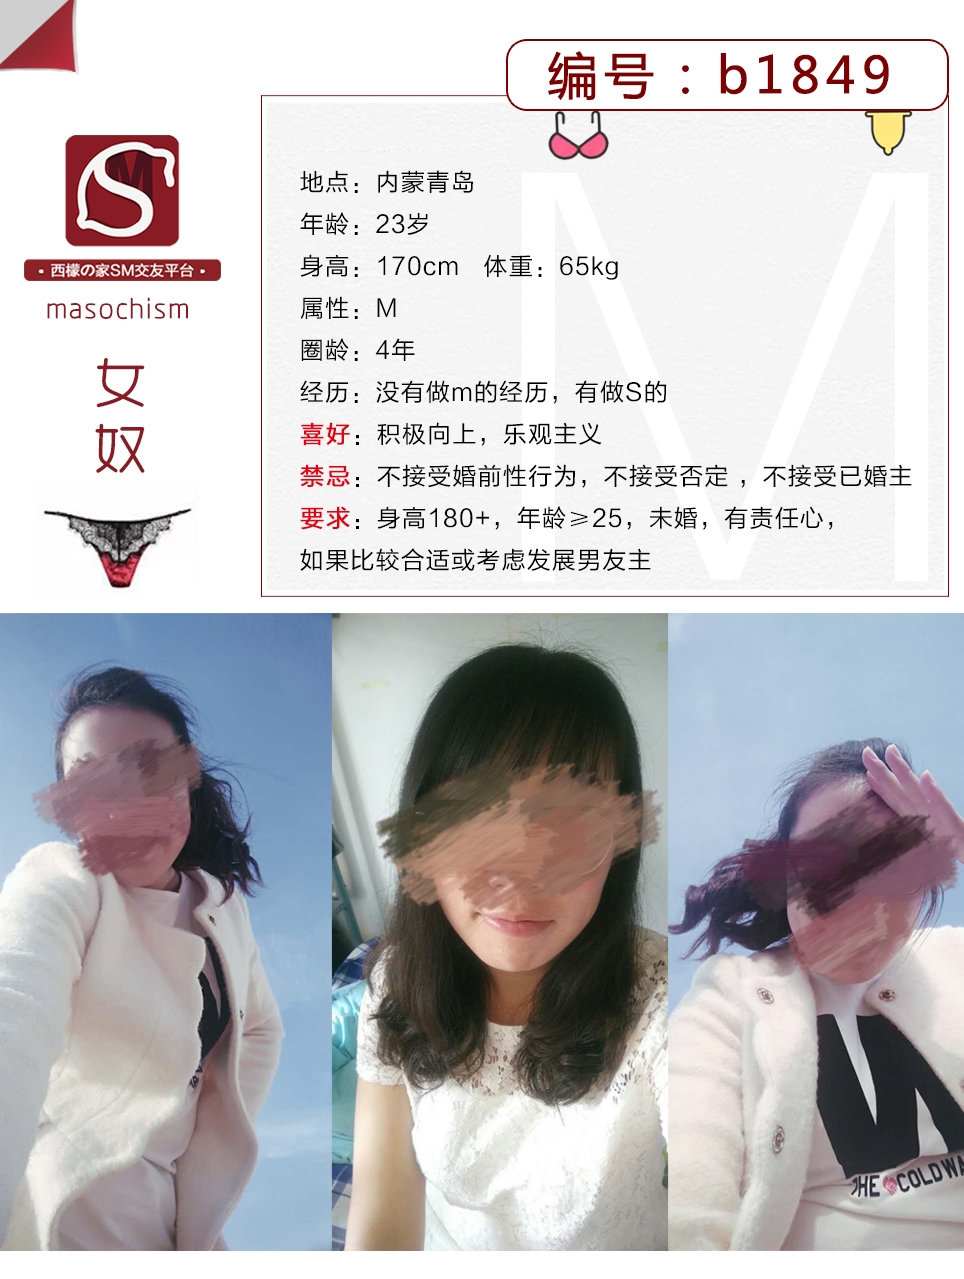 编号：b1849
M
西檬の家SM交友平台
masochism
女奴
地点：内蒙青岛
年龄：23岁
身高：170cm 体重：65kg
属性：M
圈龄：4年
经历：没有做m的经历，有做S的
喜好：积极向上，乐观主义
禁忌：不接受婚前性行为，不接受否定 ，不接受已婚主
要求：身高180+，年龄≥25，未婚，有责任心，
如果比较合适或考虑发展男友主
THE COLDWA